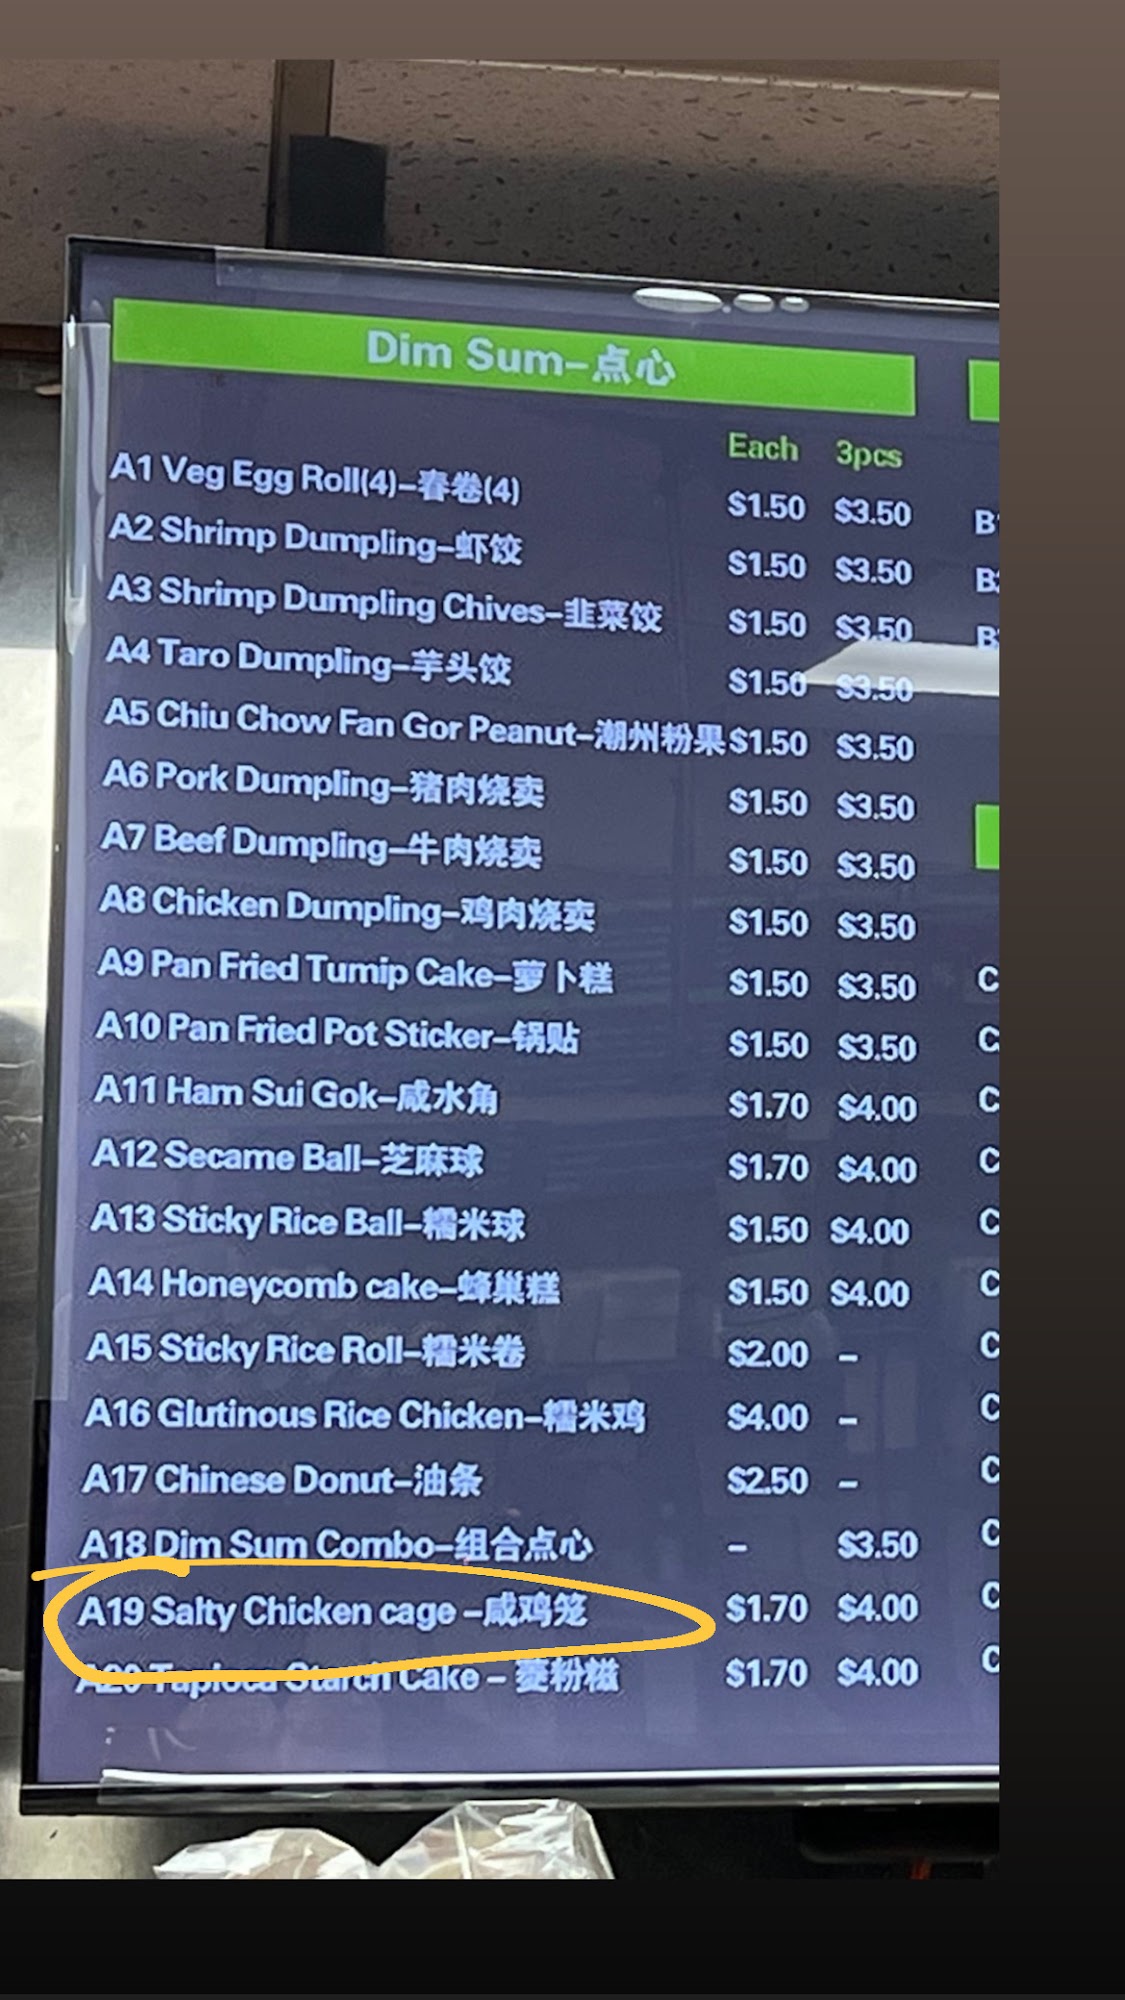 Dim Sum-点心
Each 3pcs
A1 Veg Egg Roll(4)-春卷(4) $1.50 $3.50
A2 Shrimp Dumpling-虾饺 $1.50 $3.50
A3 Shrimp Dumpling Chives-韭菜饺 $1.50 $3.50
A4 Taro Dumpling-芋头饺 $1.50 $3.50
A5 Chiu Chow Fan Gor Peanut-潮州粉果 $1.50 $3.50
A6 Pork Dumpling-猪肉烧卖 $1.50 $3.50
A7 Beef Dumpling-牛肉烧卖 $1.50 $3.50
A8 Chicken Dumpling-鸡肉烧卖 $1.50 $3.50
A9 Pan Fried Turnip Cake-萝卜糕 $1.50 $3.50
A10 Pan Fried Pot Sticker-锅贴 $1.50 $3.50
A11 Ham Sui Gok-咸水角 $1.70 $4.00
A12 Secame Ball-芝麻球 $1.70 $4.00
A13 Sticky Rice Ball-糯米球 $1.50 $4.00
A14 Honeycomb cake-蜂巢糕 $1.50 $4.00
A15 Sticky Rice Roll-糯米卷 $2.00 -
A16 Glutinous Rice Chicken-糯米鸡 $4.00 -
A17 Chinese Donut-油条 $2.50 -
A18 Dim Sum Combo-组合点心 - $3.50
A19 Salty Chicken cage -咸鸡笼 $1.70 $4.00
A20 Tapioca Starch Cake - 菱粉糍 $1.70 $4.00